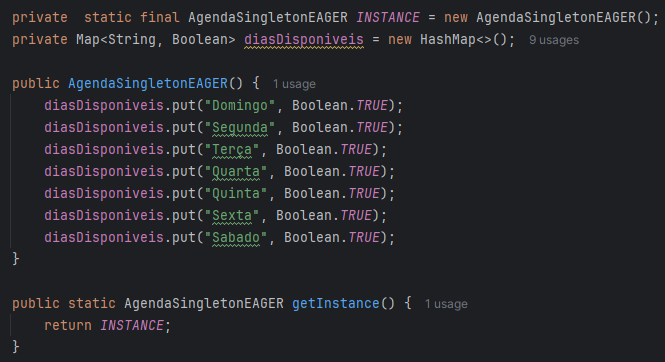 private  static final AgendaSingletonEAGER INSTANCE = new AgendaSingletonEAGER();
private Map<String, Boolean> diasDisponiveis = new HashMap<>();  9 usages
public AgendaSingletonEAGER() {  1 usage
    diasDisponiveis.put("Domingo", Boolean.TRUE);
    diasDisponiveis.put("Segunda", Boolean.TRUE);
    diasDisponiveis.put("Terça", Boolean.TRUE);
    diasDisponiveis.put("Quarta", Boolean.TRUE);
    diasDisponiveis.put("Quinta", Boolean.TRUE);
    diasDisponiveis.put("Sexta", Boolean.TRUE);
    diasDisponiveis.put("Sabado", Boolean.TRUE);
}
public static AgendaSingletonEAGER getInstance() {  1 usage
    return INSTANCE;
}